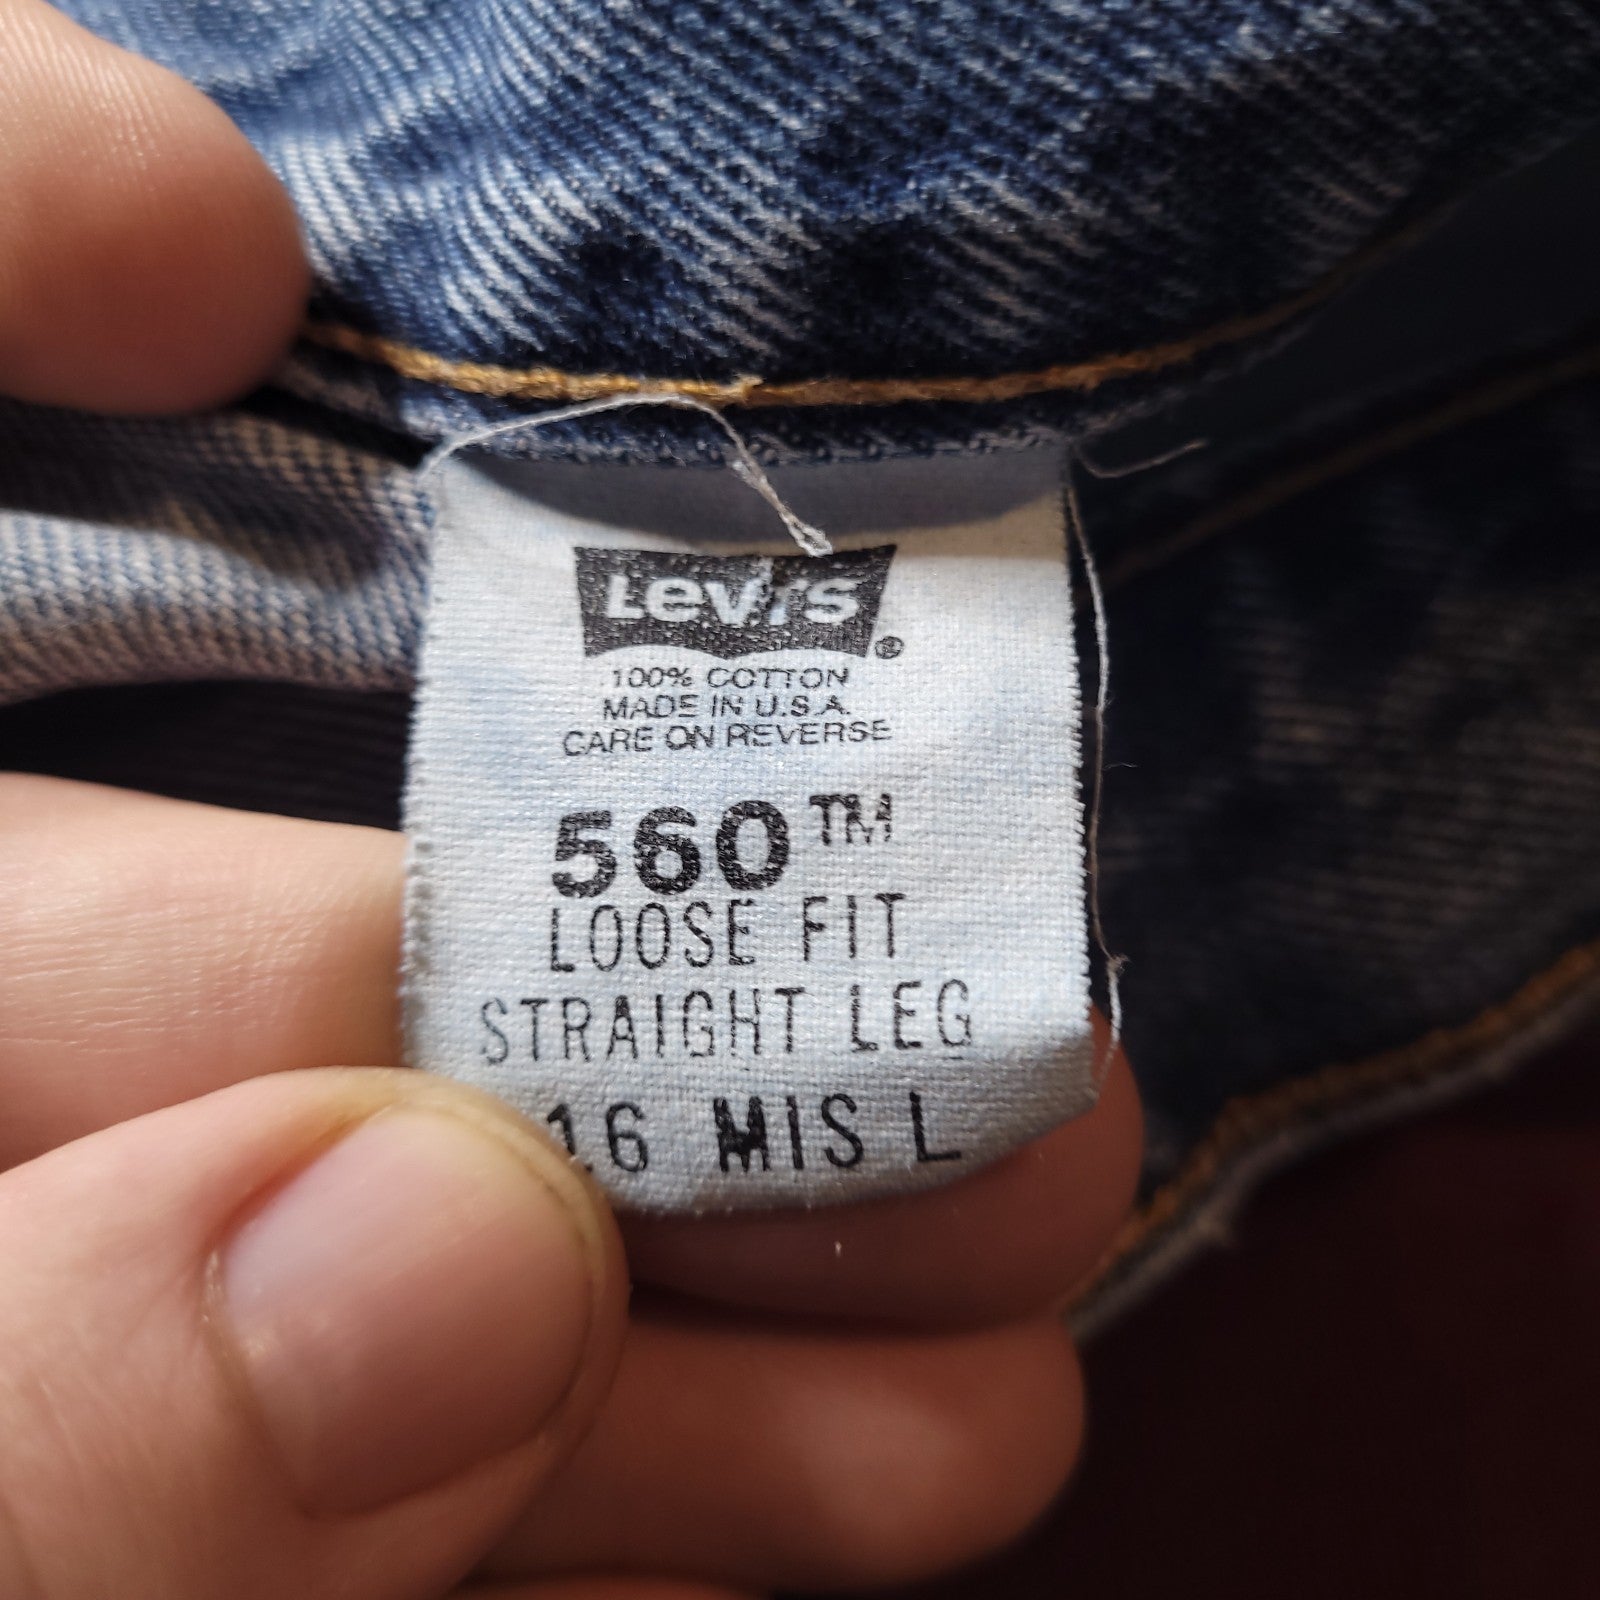 Levi's®
100% COTTON
MADE IN U.S.A.
CARE ON REVERSE
560™
LOOSE FIT
STRAIGHT LEG
16 MIS L